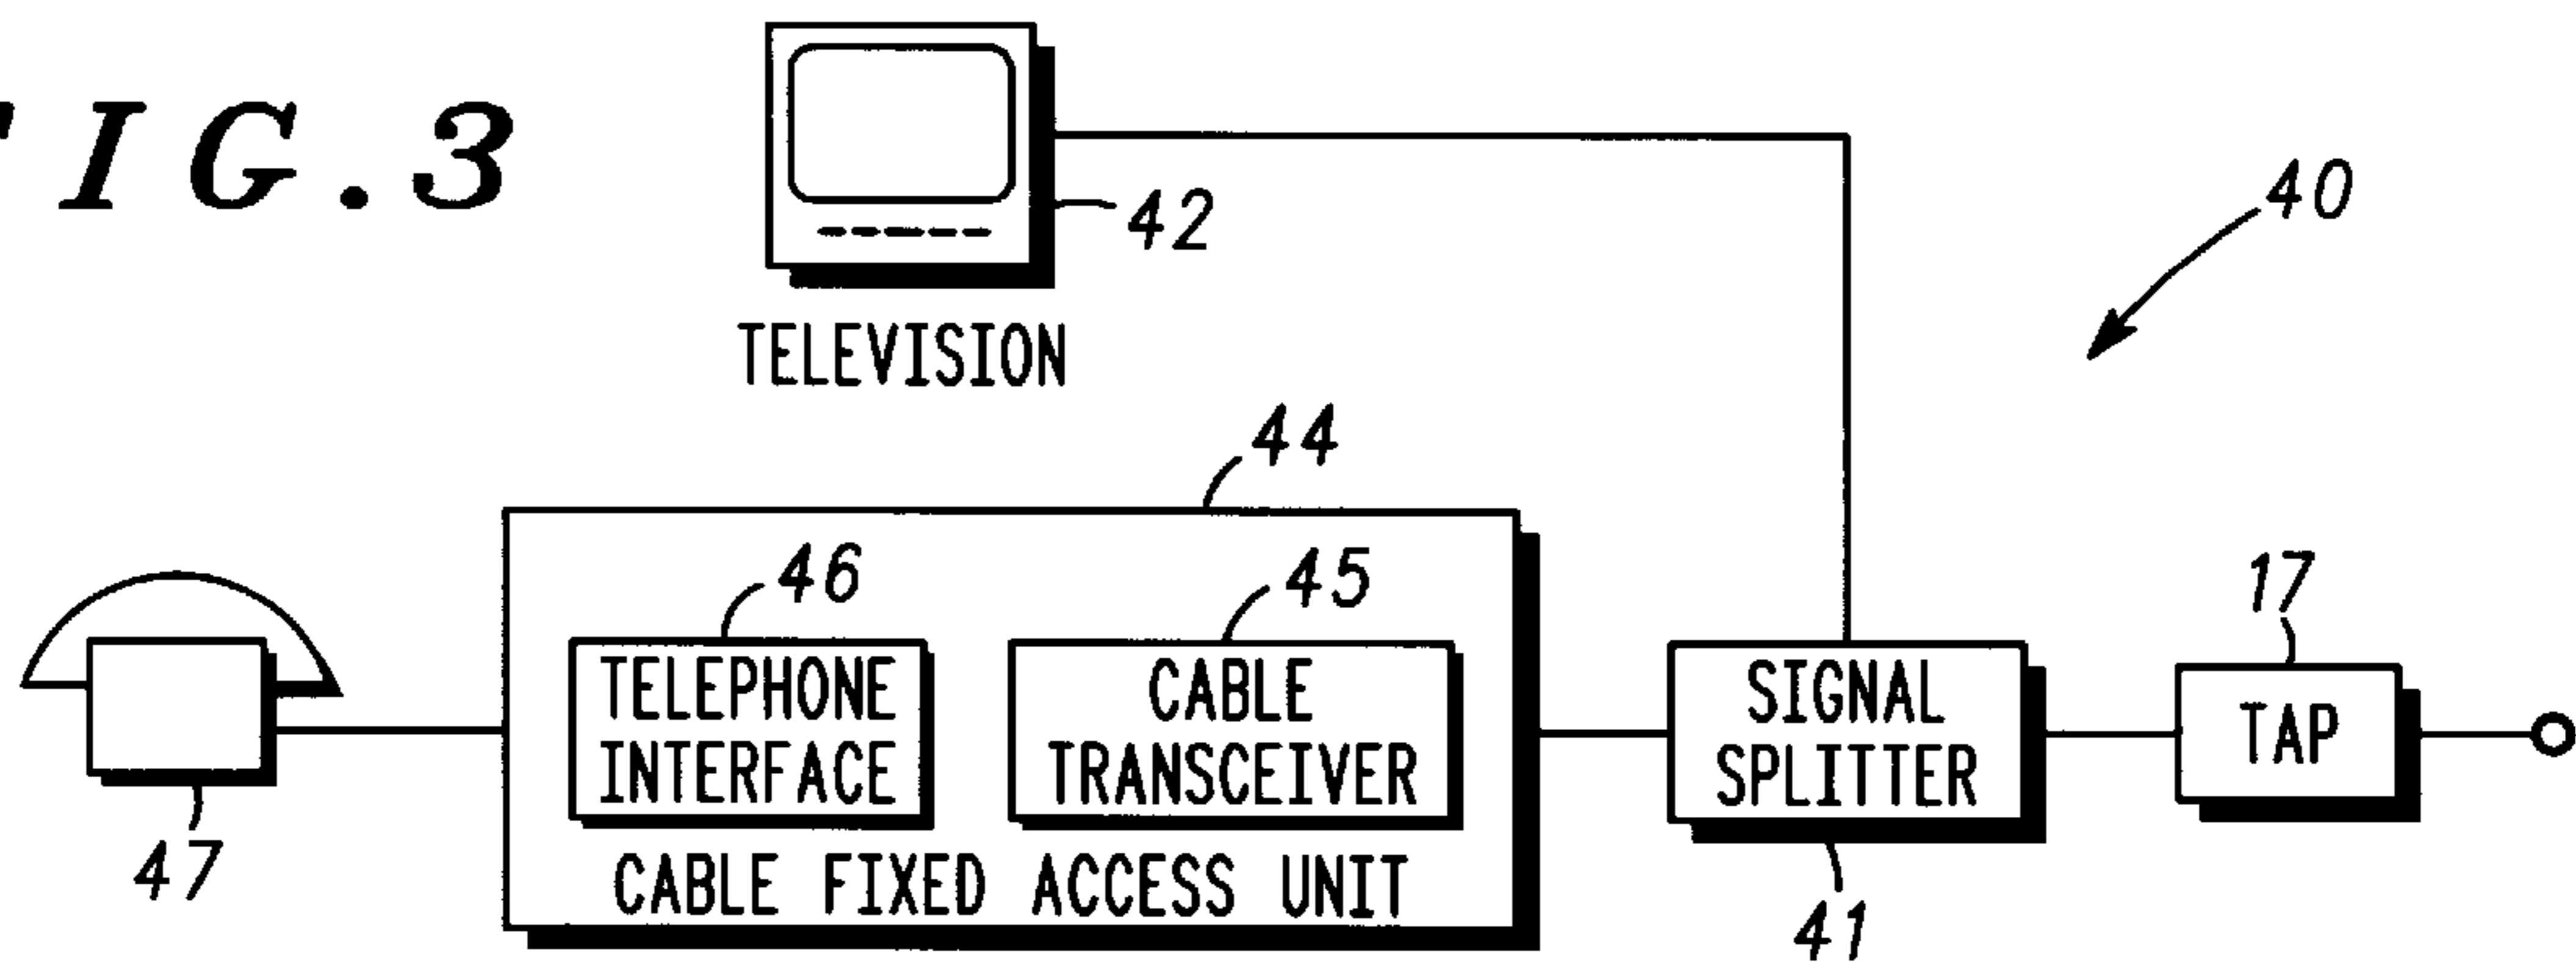 FIG.3
42
40
TELEVISION
44
46
45
17
TELEPHONE
INTERFACE
CABLE
TRANSCEIVER
SIGNAL
SPLITTER
TAP
47
CABLE FIXED ACCESS UNIT
41